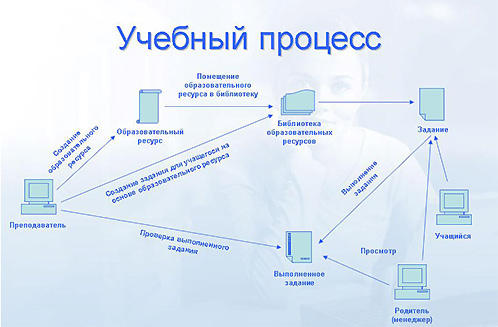 Учебный процесс
Помещение
образовательного
ресурса в библиотеку
Создание
образовательного
ресурса
Образовательный
ресурс
Библиотека
образовательных
ресурсов
Задание
Создание задания для учащегося на
основе образовательного ресурса
Выполнение
задания
Преподаватель
Проверка выполненного
задания
Учащийся
Просмотр
Выполненное
задание
Родитель
(менеджер)